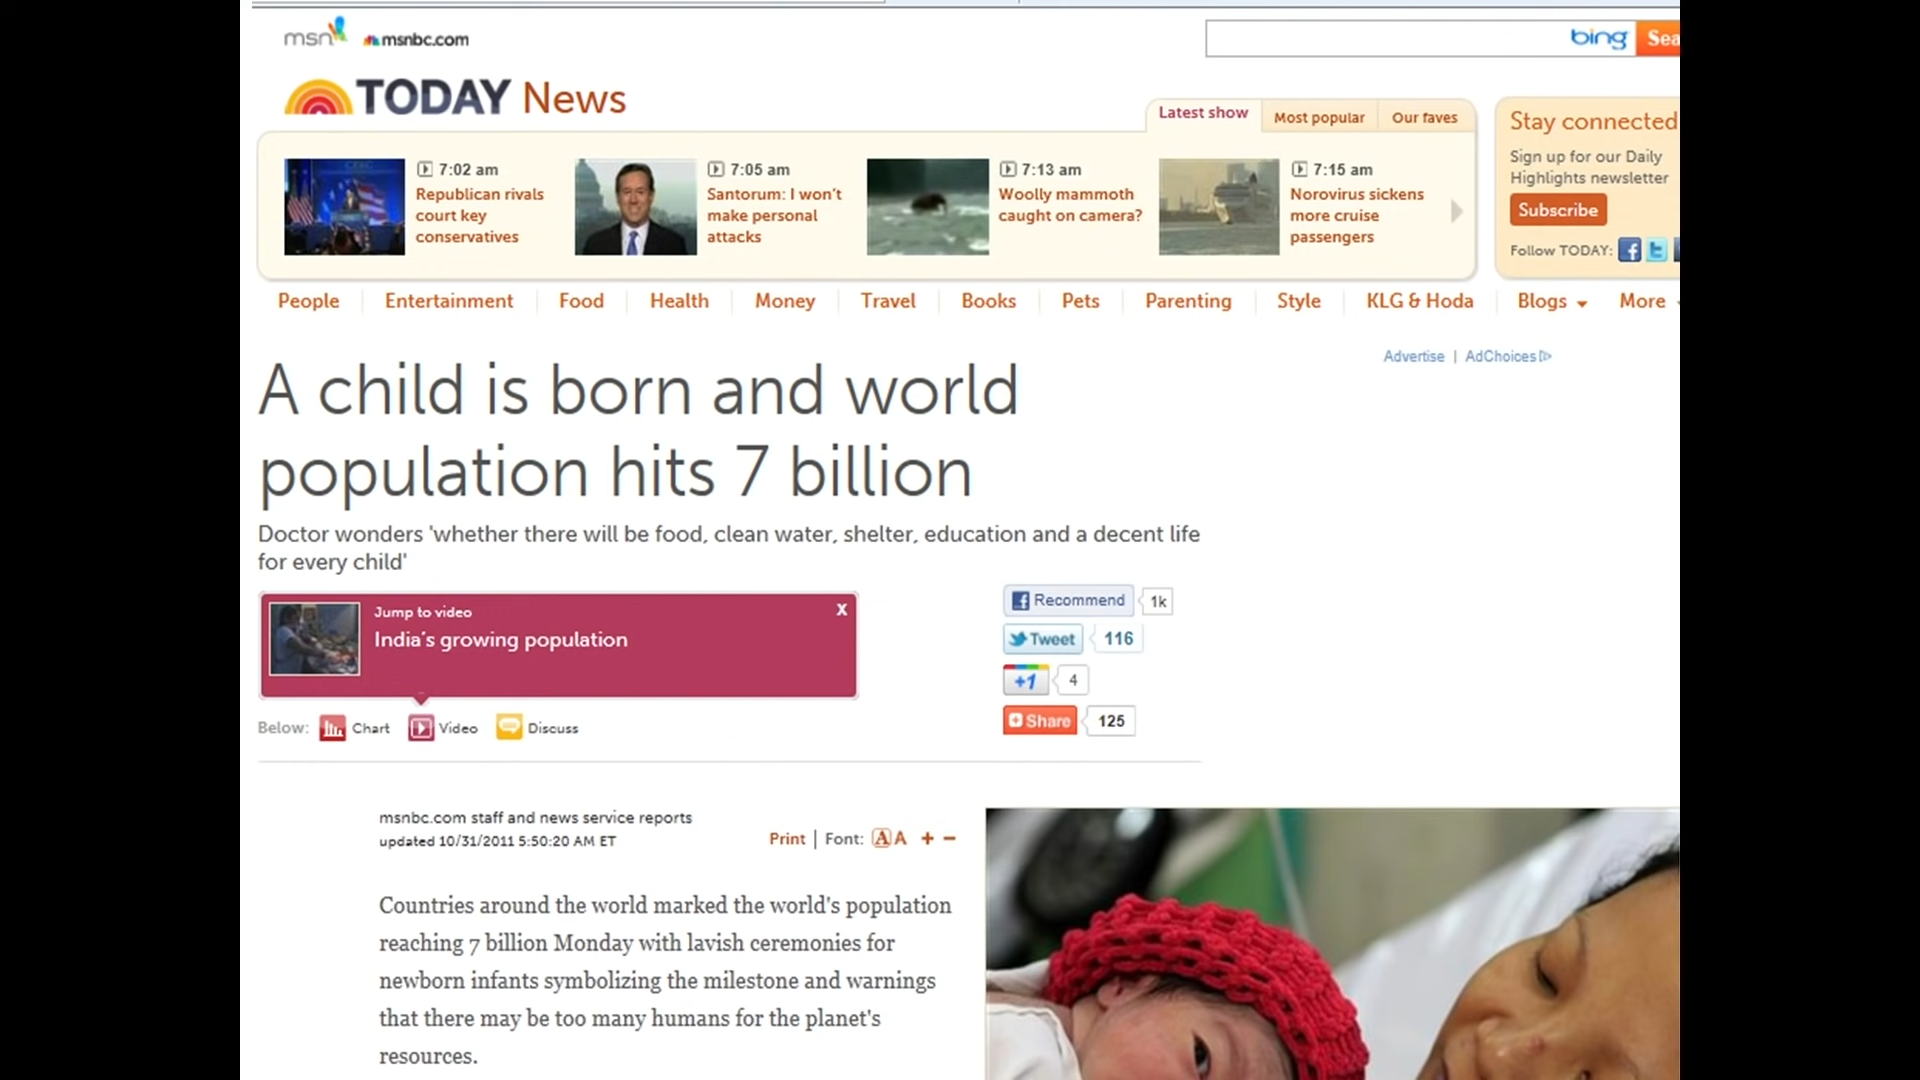 msn msnbc.com
bing Sea
TODAY News
Latest show Most popular Our faves
7:02 am
Republican rivals
court key
conservatives
7:05 am
Santorum: I won't
make personal
attacks
7:13 am
Woolly mammoth
caught on camera?
7:15 am
Norovirus sickens
more cruise
passengers
Stay connected
Sign up for our Daily
Highlights newsletter
Subscribe
Follow TODAY:
People Entertainment Food Health Money Travel Books Pets Parenting Style KLG & Hoda Blogs More
Advertise | AdChoices
A child is born and world
population hits 7 billion
Doctor wonders 'whether there will be food, clean water, shelter, education and a decent life
for every child'
Jump to video X
India's growing population
Below: Chart Video Discuss
Recommend 1k
Tweet 116
+1 4
Share 125
msnbc.com staff and news service reports
updated 10/31/2011 5:50:20 AM ET
Print | Font: A A + −
Countries around the world marked the world's population
reaching 7 billion Monday with lavish ceremonies for
newborn infants symbolizing the milestone and warnings
that there may be too many humans for the planet's
resources.